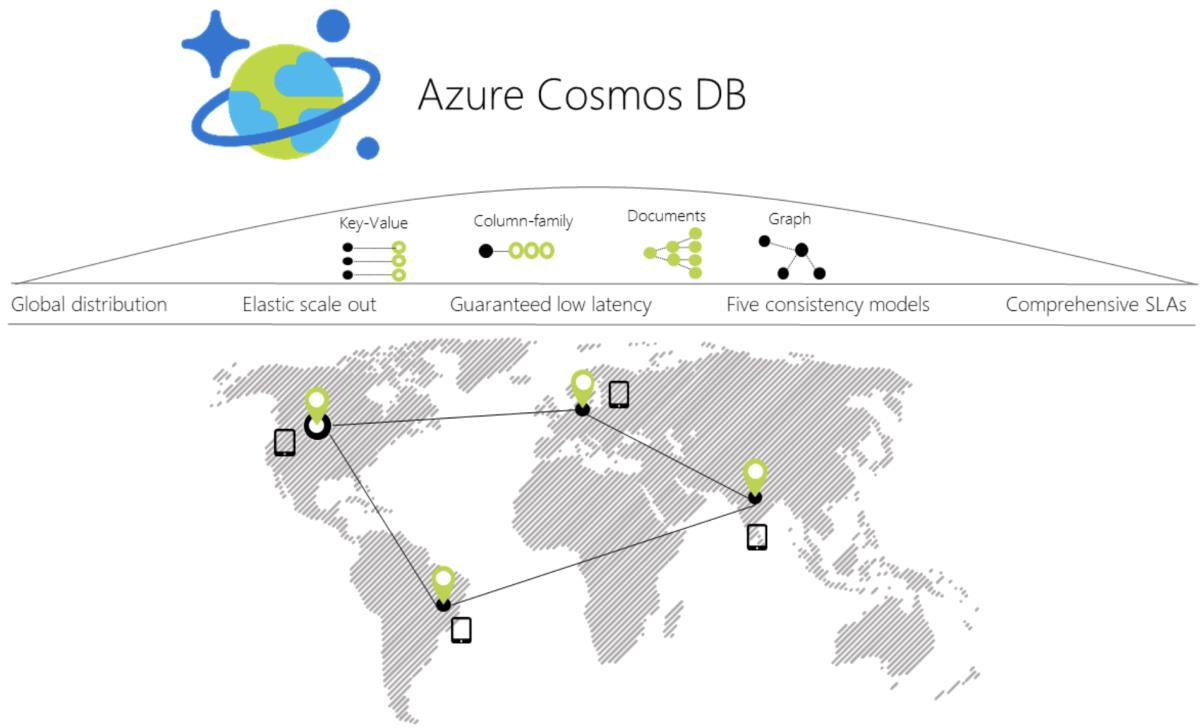 Azure Cosmos DB
Key-Value
Column-family
Documents
Graph
Global distribution
Elastic scale out
Guaranteed low latency
Five consistency models
Comprehensive SLAs